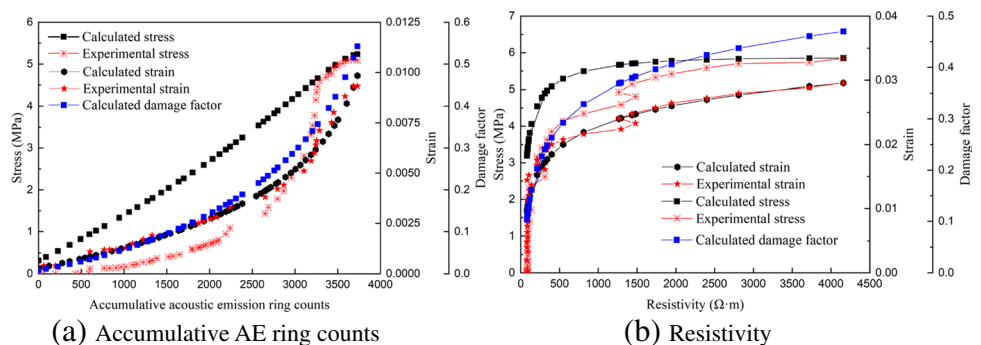 6
5
4
3
2
1
0
Stress (MPa)
Calculated stress
Experimental stress
Calculated strain
Experimental strain
Calculated damage factor
0 500 1000 1500 2000 2500 3000 3500 4000
Accumulative acoustic emission ring counts
0.0125
0.0100
0.0075
0.0050
0.0025
0.0000
Strain
0.6
0.5
0.4
0.3
0.2
0.1
0.0
Damage factor
(a) Accumulative AE ring counts
7
6
5
4
3
2
1
0
Stress (MPa)
Calculated strain
Experimental strain
Calculated stress
Experimental stress
Calculated damage factor
0 500 1000 1500 2000 2500 3000 3500 4000 4500
Resistivity (Ω·m)
0.04
0.03
0.02
0.01
0.00
Strain
0.5
0.4
0.3
0.2
0.1
0.0
Damage factor
(b) Resistivity